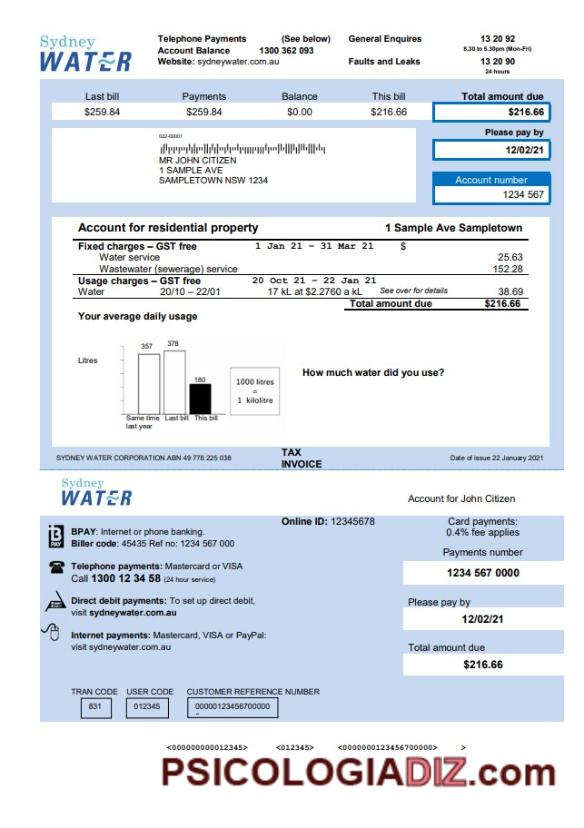 Sydney
WATER
Telephone Payments (See below)
Account Balance 1300 362 093
Website: sydneywater.com.au
General Enquires 13 20 92
8.30 to 5.30pm (Mon-Fri)
Faults and Leaks 13 20 90
24 hours
Last bill Payments Balance This bill Total amount due
$259.84 $259.84 $0.00 $216.66 $216.66
Please pay by
12/02/21
Account number
1234 567
022-00001
MR JOHN CITIZEN
1 SAMPLE AVE
SAMPLETOWN NSW 1234
Account for residential property 1 Sample Ave Sampletown
Fixed charges – GST free 1 Jan 21 – 31 Mar 21 $
Water service 25.63
Wastewater (sewerage) service 152.28
Usage charges – GST free 20 Oct 21 – 22 Jan 21
Water 20/10 – 22/01 17 kL at $2.2760 a kL See over for details 38.69
Total amount due $216.66
Your average daily usage
Litres
357 378 180
Same time last year Last bill This bill
1000 litres
=
1 kilolitre
How much water did you use?
SYDNEY WATER CORPORATION ABN 49 776 225 038
TAX
INVOICE
Date of issue 22 January 2021
Sydney
WATER
Account for John Citizen
Online ID: 12345678
Card payments:
0.4% fee applies
BPAY
BPAY: Internet or phone banking.
Biller code: 45435 Ref no: 1234 567 000
Payments number
1234 567 0000
Telephone payments: Mastercard or VISA
Call 1300 12 34 58 (24 hour service)
Direct debit payments: To set up direct debit,
visit sydneywater.com.au
Please pay by
12/02/21
Internet payments: Mastercard, VISA or PayPal:
visit sydneywater.com.au
Total amount due
$216.66
TRAN CODE USER CODE CUSTOMER REFERENCE NUMBER
831 012345 00000123456700000
<000000000012345> <012345> <0000000123456700000> >
PSICOLOGIADIZ.com